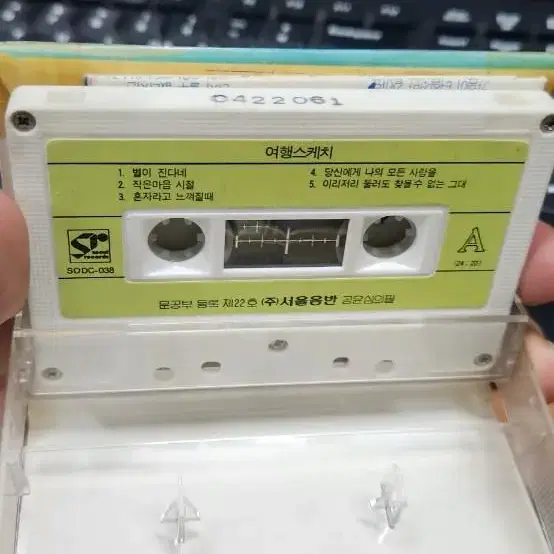 0422061
여행스케치
1. 별이 진다네
2. 작은마음 시절
3. 혼자라고 느껴질때
4. 당신에게 나의 모든 사랑을
5. 이리저리 둘러도 찾을수 없는 그대
SR
seoul records
SODC-038
A
문공부 등록 제22호 (주)서울음반 공윤심의필